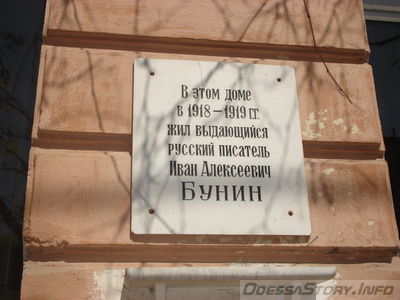 В этом доме
в 1918–1919 гг.
жил выдающийся
русский писатель
Иван Алексеевич
Бунин
OdessaStory.Info